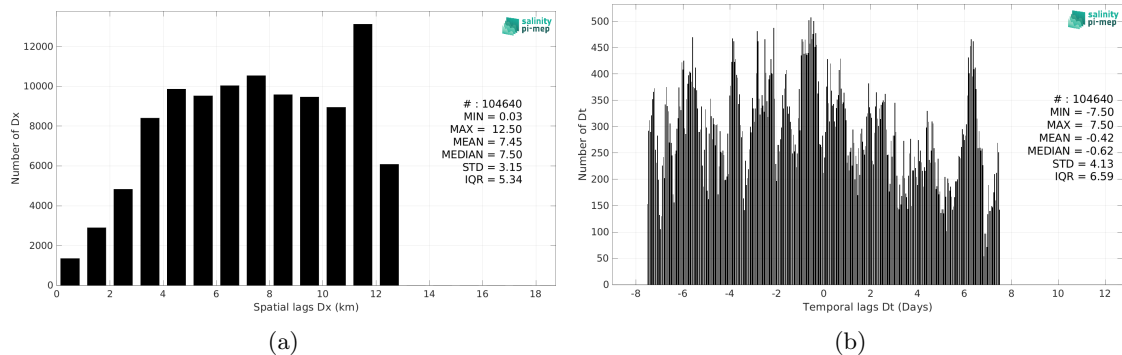 salinity
pi-mep
12000
10000
8000
6000
4000
2000
0
Number of Dx
# : 104640
MIN = 0.03
MAX = 12.50
MEAN = 7.45
MEDIAN = 7.50
STD = 3.15
IQR = 5.34
0 2 4 6 8 10 12 14 16 18
Spatial lags Dx (km)
(a)
salinity
pi-mep
500
450
400
350
300
250
200
150
100
50
0
Number of Dt
# : 104640
MIN = -7.50
MAX = 7.50
MEAN = -0.42
MEDIAN = -0.62
STD = 4.13
IQR = 6.59
-8 -6 -4 -2 0 2 4 6 8 10 12
Temporal lags Dt (Days)
(b)